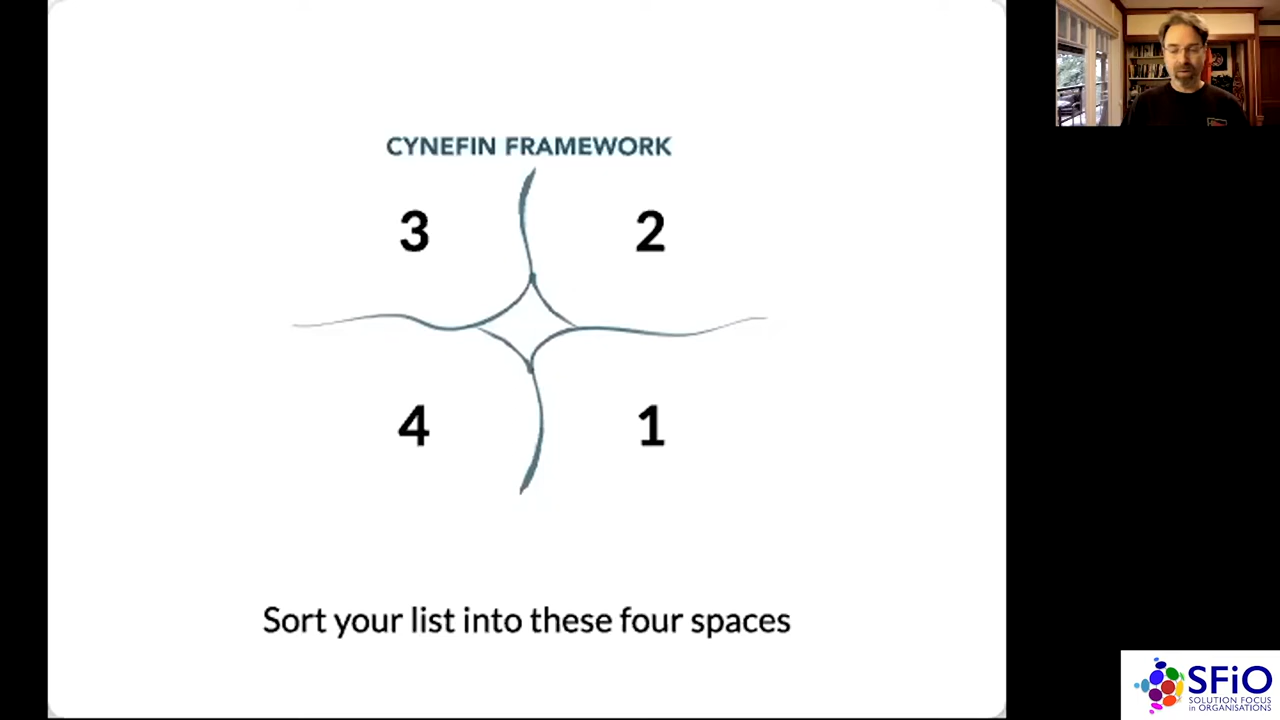 CYNEFIN FRAMEWORK
3 2
4 1
Sort your list into these four spaces
SFiO
SOLUTION FOCUS
in ORGANISATIONS